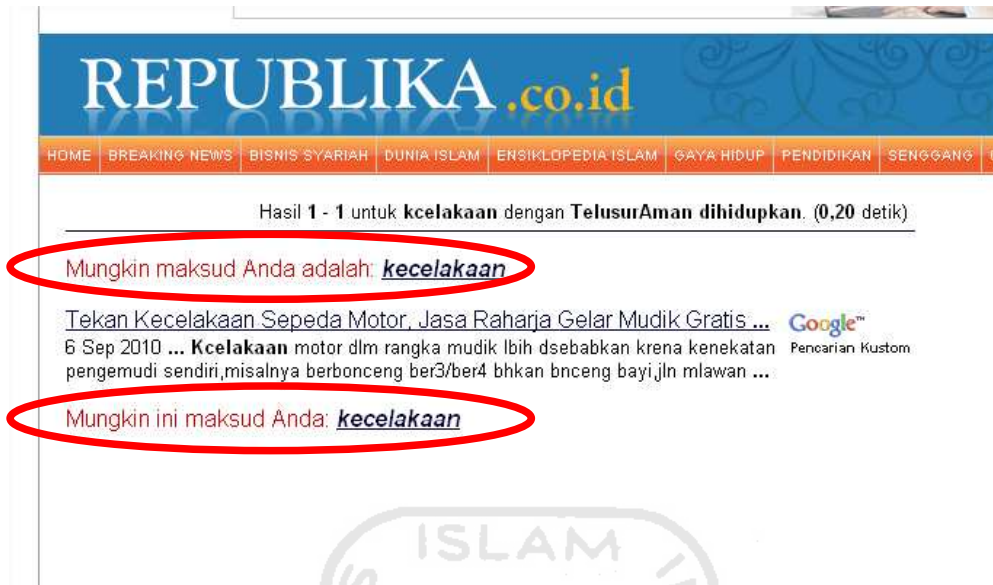 REPUBLIKA.co.id
HOME BREAKING NEWS BISNIS SYARIAH DUNIA ISLAM ENSIKLOPEDIA ISLAM GAYA HIDUP PENDIDIKAN SENGGANG
Hasil 1 - 1 untuk kcelakaan dengan TelusurAman dihidupkan. (0,20 detik)
Mungkin maksud Anda adalah: kecelakaan
Tekan Kecelakaan Sepeda Motor, Jasa Raharja Gelar Mudik Gratis ...
Google™
6 Sep 2010 ... Kcelakaan motor dlm rangka mudik lbih dsebabkan krena kenekatan
Pencarian Kustom
pengemudi sendiri,misalnya berbonceng ber3/ber4 bhkan bnceng bayi,jln mlawan ...
Mungkin ini maksud Anda: kecelakaan
ISLAM